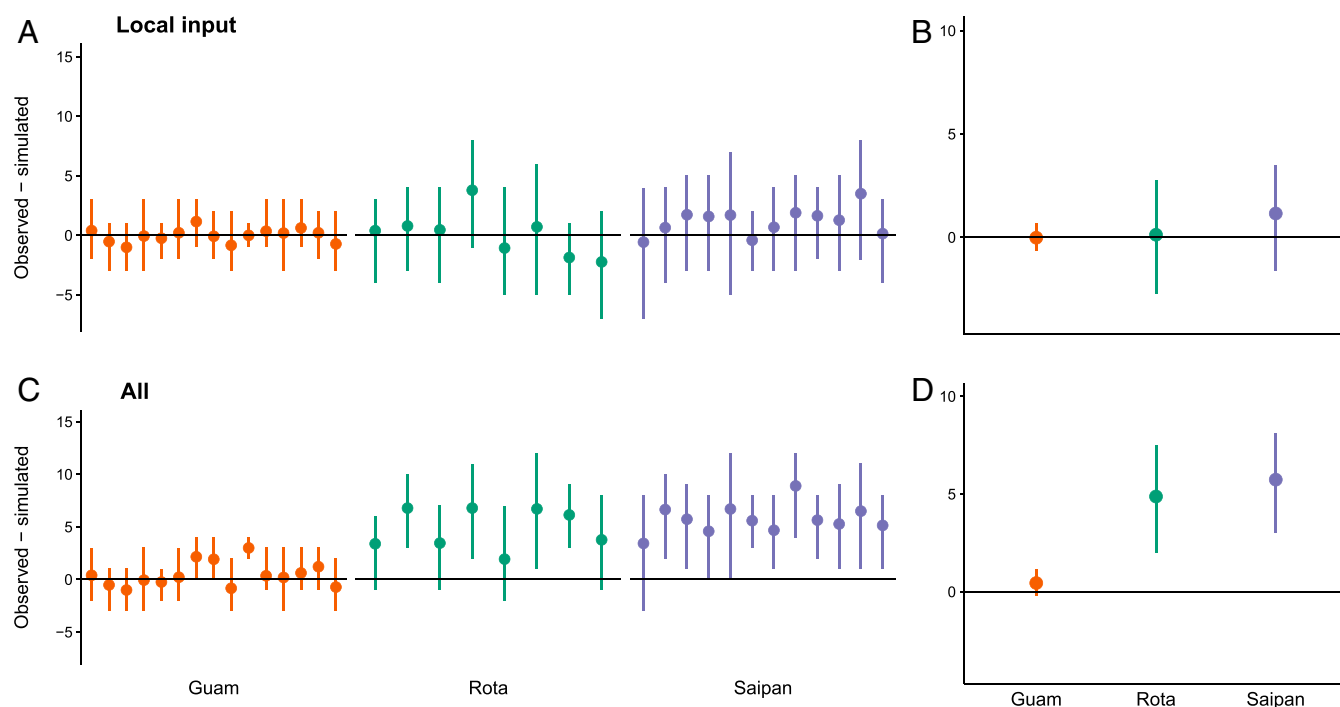 A
Local input
Observed − simulated
15
10
5
0
−5
B
10
5
0
C
All
Observed − simulated
15
10
5
0
−5
Guam
Rota
Saipan
D
10
5
0
Guam
Rota
Saipan